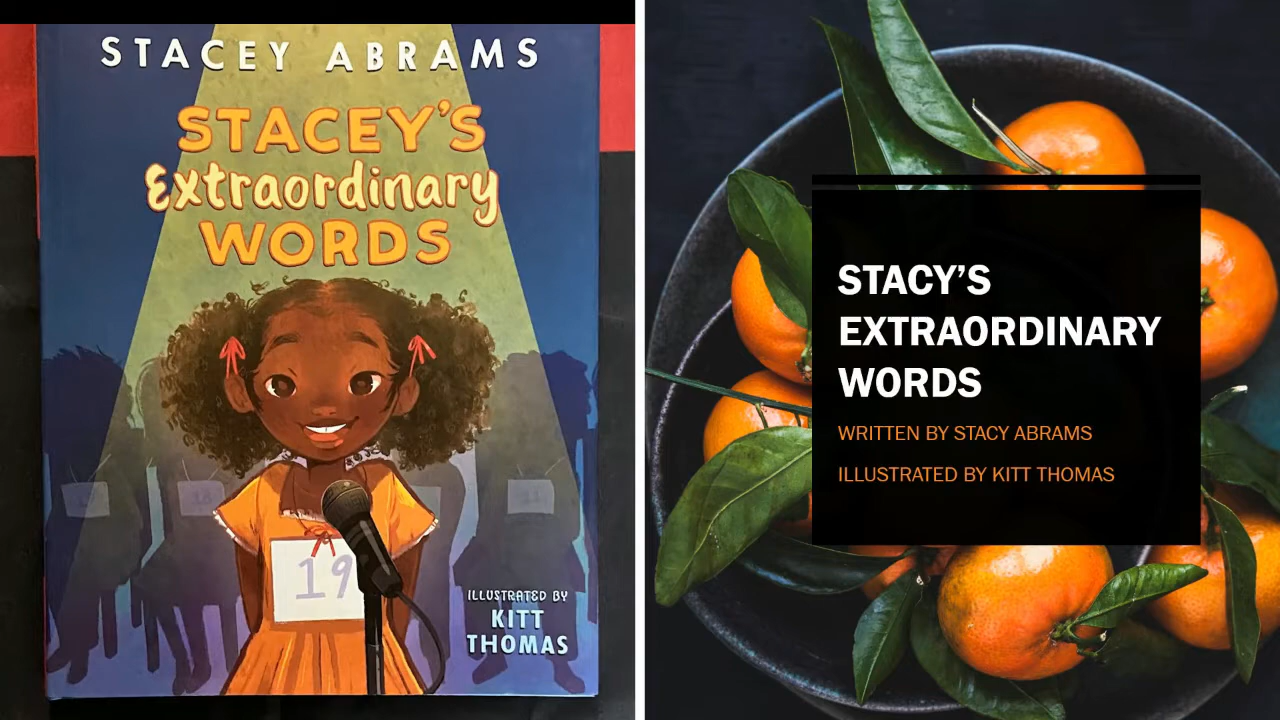 STACEY ABRAMS
STACEY'S
Extraordinary
WORDS
19
ILLUSTRATED BY
KITT
THOMAS
STACY’S
EXTRAORDINARY
WORDS
WRITTEN BY STACY ABRAMS
ILLUSTRATED BY KITT THOMAS